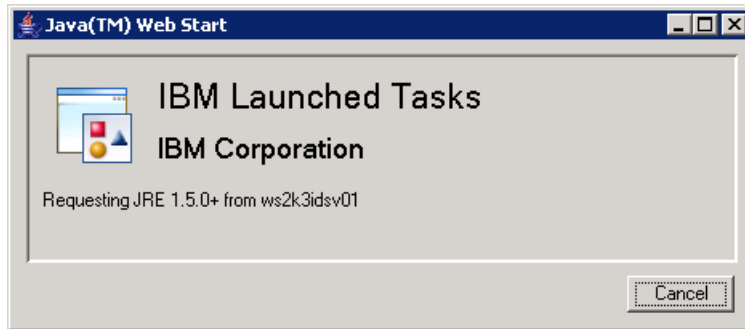 Java(TM) Web Start
IBM Launched Tasks
IBM Corporation
Requesting JRE 1.5.0+ from ws2k3idsv01
Cancel